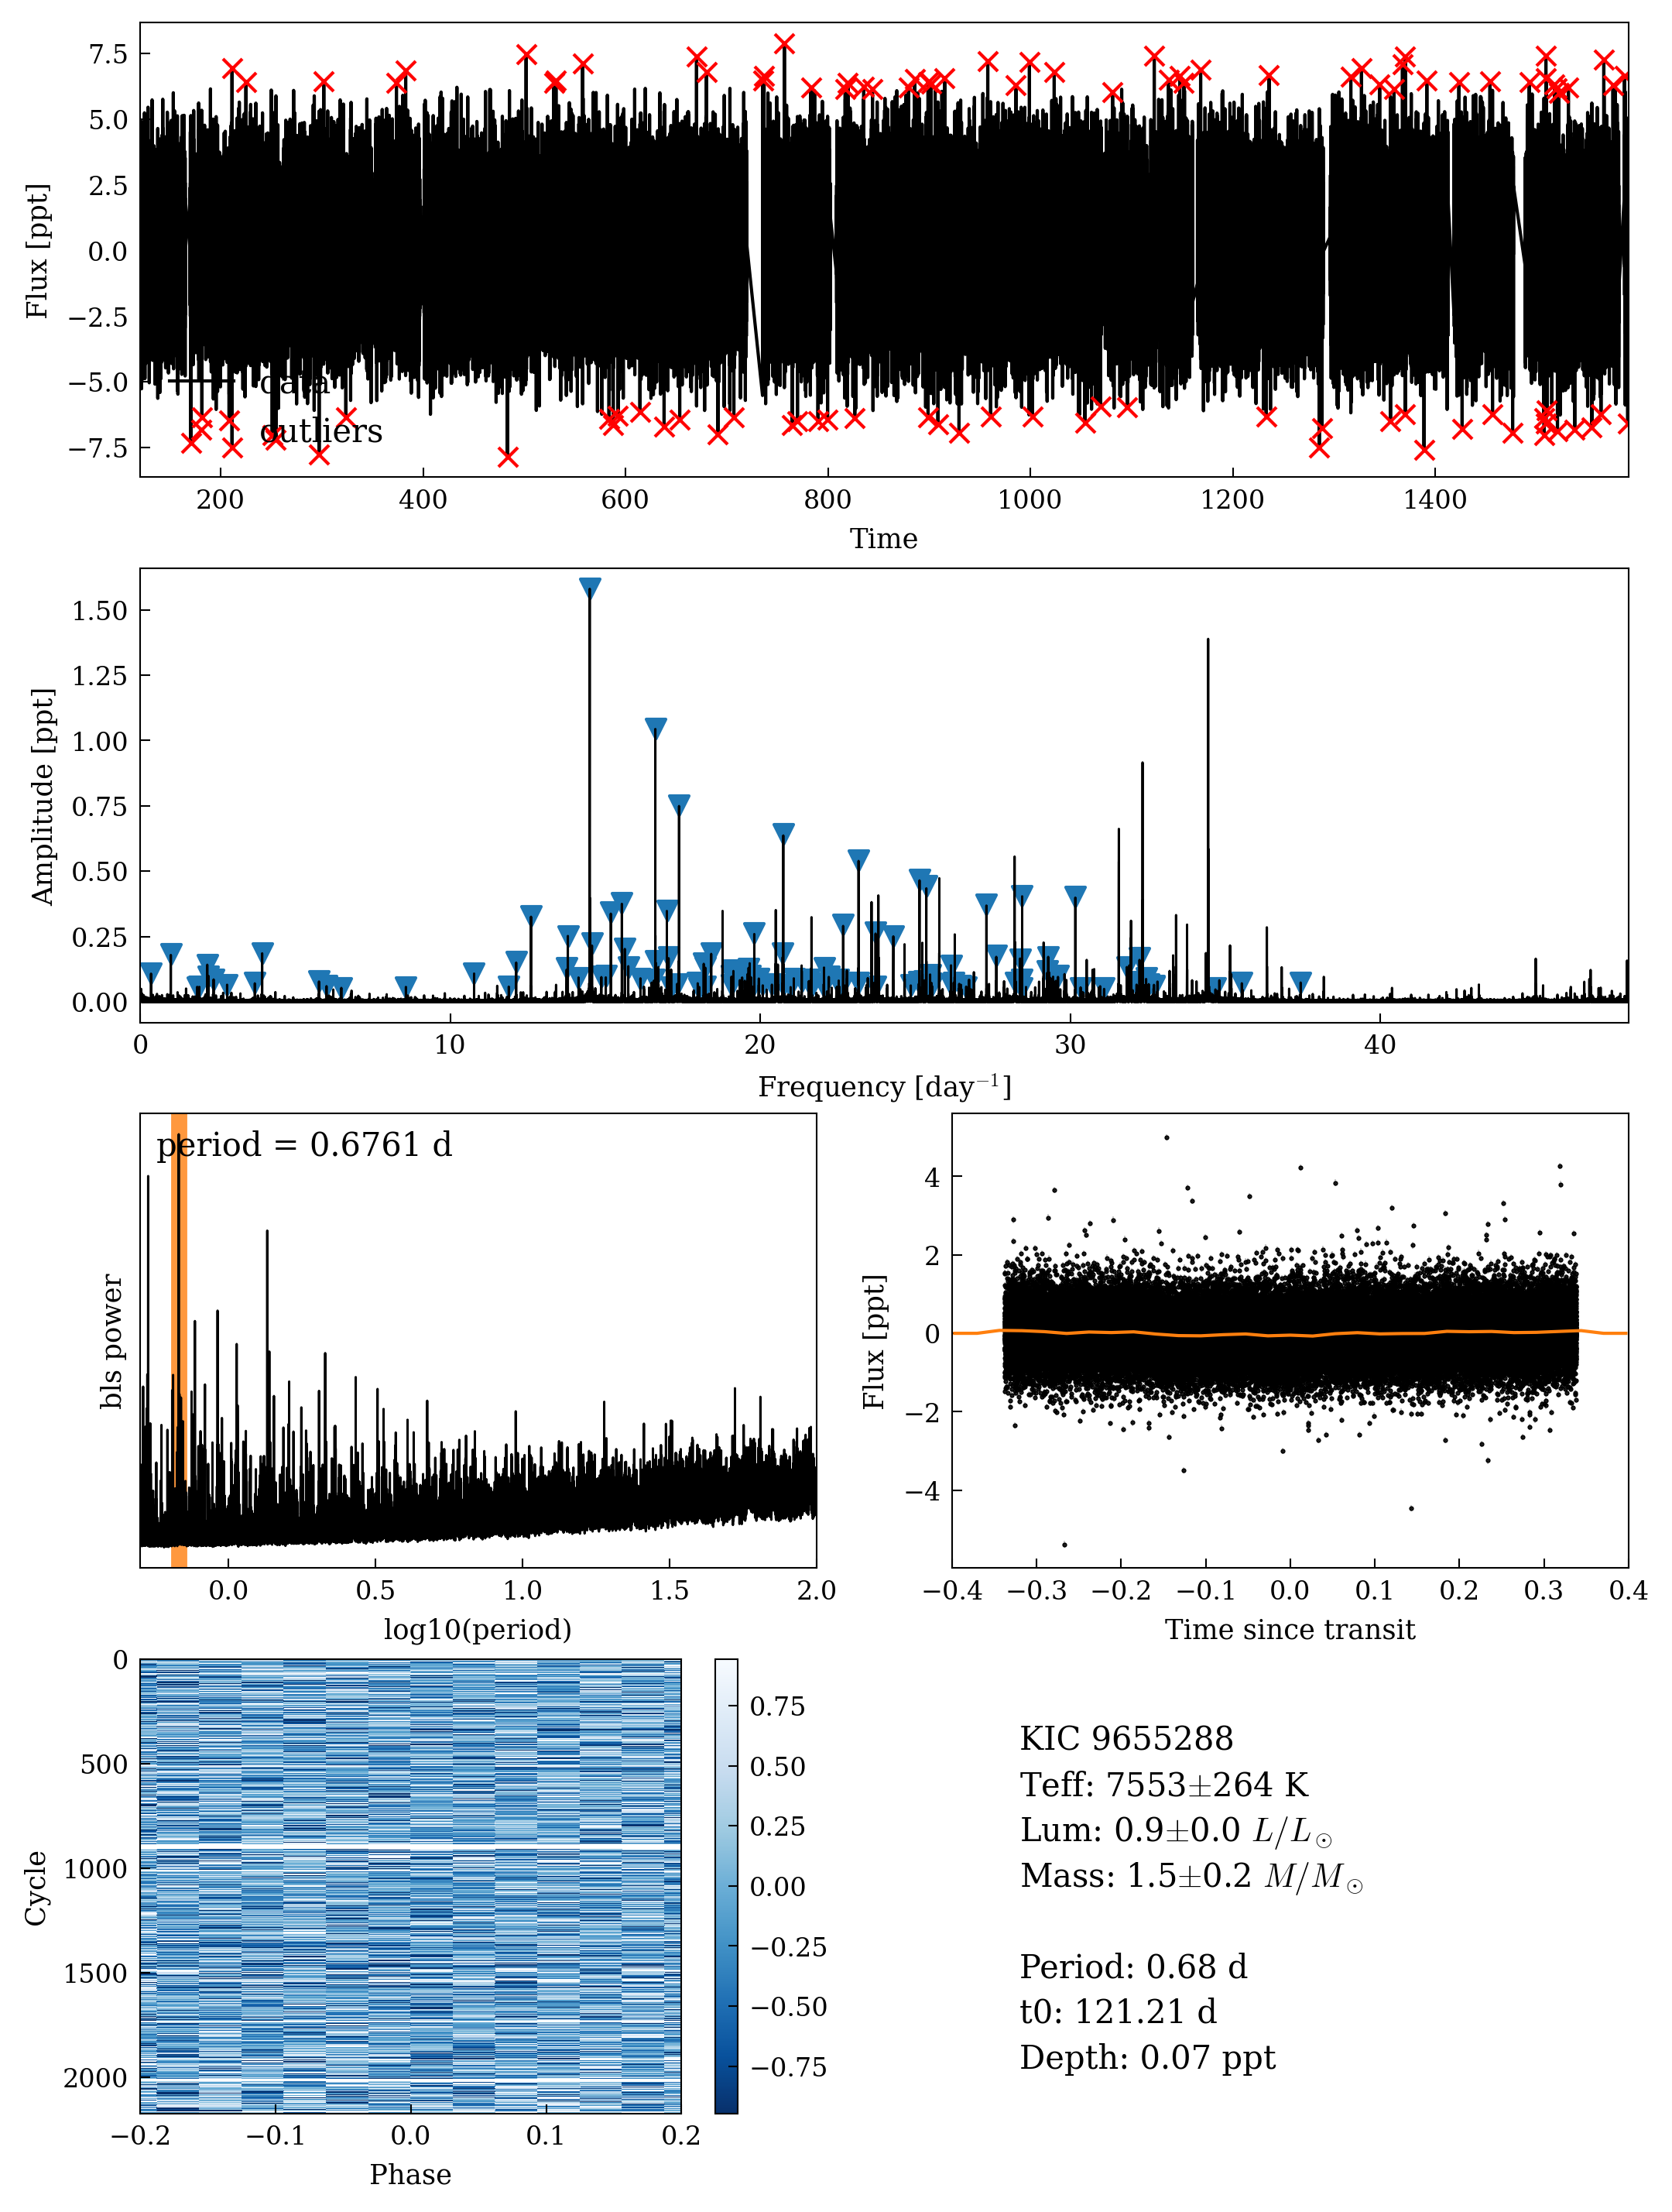 7.5
5.0
2.5
0.0
−2.5
−5.0
−7.5
Flux [ppt]
data
outliers
200 400 600 800 1000 1200 1400
Time
1.50
1.25
1.00
0.75
0.50
0.25
0.00
Amplitude [ppt]
0 10 20 30 40
Frequency [day⁻¹]
period = 0.6761 d
bls power
0.0 0.5 1.0 1.5 2.0
log10(period)
4
2
0
−2
−4
Flux [ppt]
−0.4 −0.3 −0.2 −0.1 0.0 0.1 0.2 0.3 0.4
Time since transit
0
500
1000
1500
2000
Cycle
−0.2 −0.1 0.0 0.1 0.2
Phase
0.75
0.50
0.25
0.00
−0.25
−0.50
−0.75
KIC 9655288
Teff: 7553±264 K
Lum: 0.9±0.0 L/L⊙
Mass: 1.5±0.2 M/M⊙
Period: 0.68 d
t0: 121.21 d
Depth: 0.07 ppt